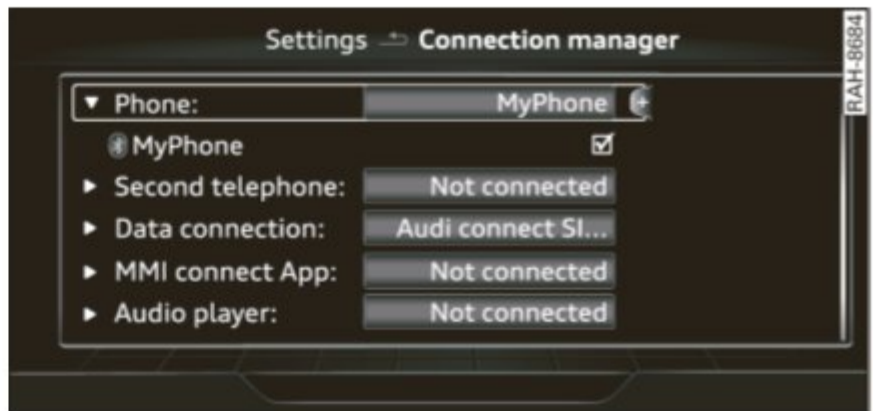 Settings Connection manager
Phone: MyPhone
MyPhone
Second telephone: Not connected
Data connection: Audi connect SI...
MMI connect App: Not connected
Audio player: Not connected
RAH-8684